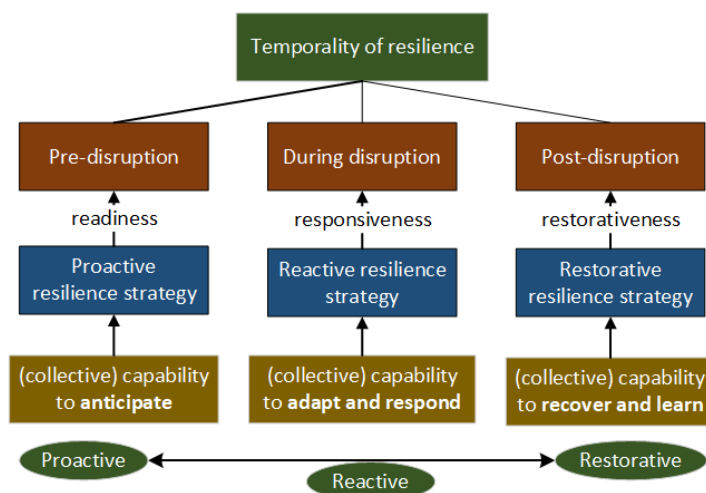 Temporality of resilience
Pre-disruption
During disruption
Post-disruption
readiness
responsiveness
restorativeness
Proactive
resilience strategy
Reactive resilience
strategy
Restorative
resilience strategy
(collective) capability
to anticipate
(collective) capability
to adapt and respond
(collective) capability
to recover and learn
Proactive
Reactive
Restorative